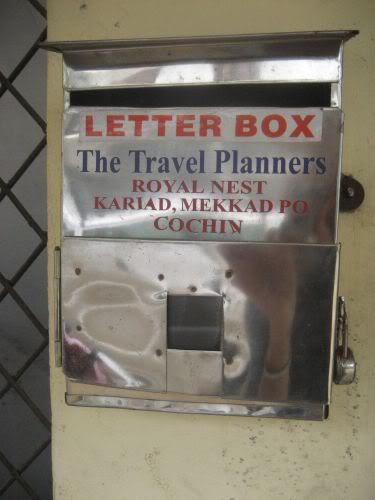 LETTER BOX
The Travel Planners
ROYAL NEST
KARIAD, MEKKAD PO
COCHIN